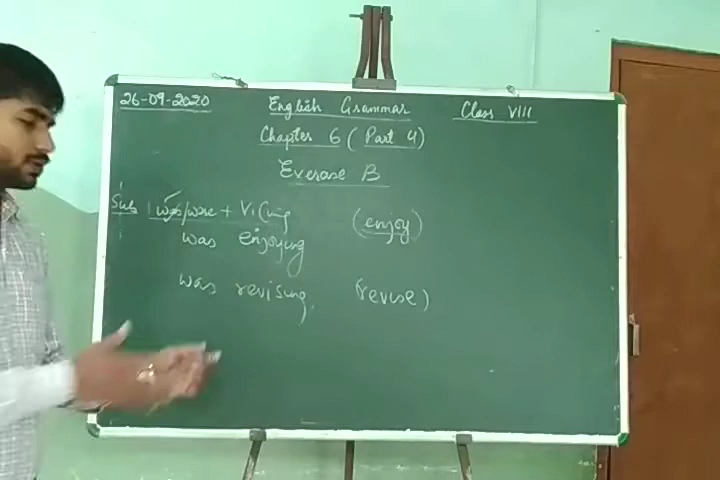 26-09-2020 English Grammar Class VIII
Chapter 6 ( Part 4)
Exersase B
Sub | was/were + V1(ing (enjoy)
was enjoying
was revising. (revise)